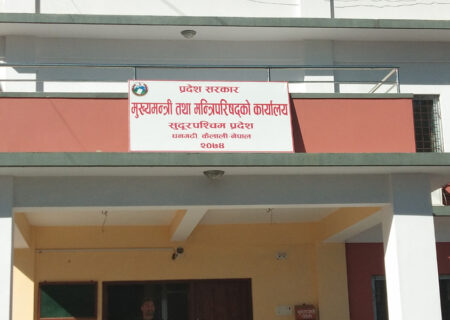 प्रदेश सरकार
मुख्यमन्त्री तथा मन्त्रिपरिषद्को कार्यालय
सुदूरपश्चिम प्रदेश
धनगढी कैलाली नेपाल
२०७४